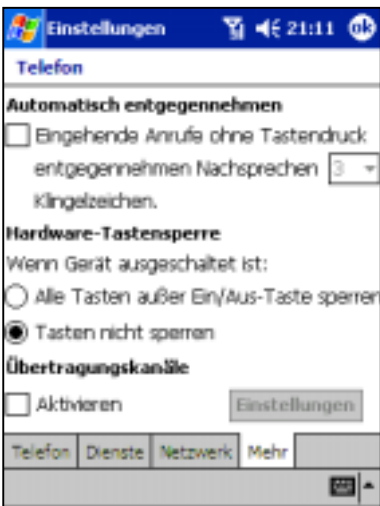 Einstellungen 21:11 ok
Telefon
Automatisch entgegennehmen
Eingehende Anrufe ohne Tastendruck
entgegennehmen Nachsprechen 3
Klingelzeichen.
Hardware-Tastensperre
Wenn Gerät ausgeschaltet ist:
Alle Tasten außer Ein/Aus-Taste sperren
Tasten nicht sperren
Übertragungskanäle
Aktivieren Einstellungen
Telefon Dienste Netzwerk Mehr